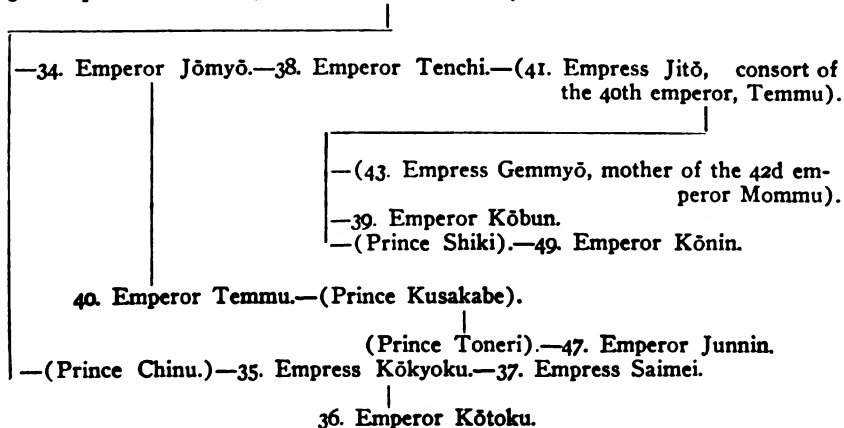 —34. Emperor Jōmyō.—38. Emperor Tenchi.—(41. Empress Jitō, consort of
the 40th emperor, Temmu).
—(43. Empress Gemmyō, mother of the 42d em-
peror Mommu).
—39. Emperor Kōbun.
—(Prince Shiki).—49. Emperor Kōnin.
40. Emperor Temmu.—(Prince Kusakabe).
(Prince Toneri).—47. Emperor Junnin.
—(Prince Chinu.)—35. Empress Kōkyoku.—37. Empress Saimei.
36. Emperor Kōtoku.